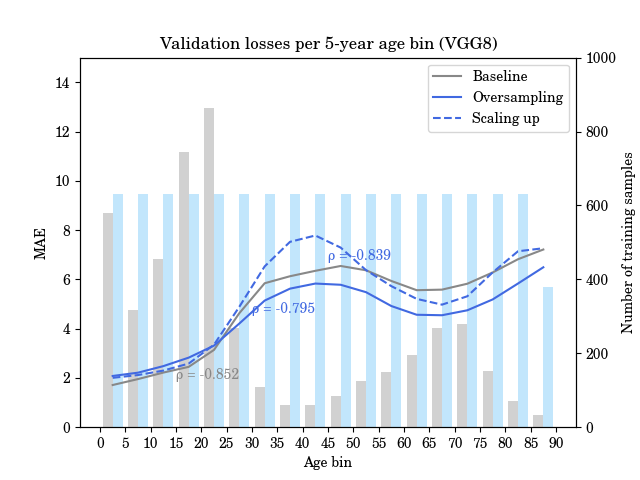 Validation losses per 5-year age bin (VGG8)
Baseline
Oversampling
Scaling up
MAE
14
12
10
8
6
4
2
0
1000
800
600
400
200
0
Number of training samples
ρ = -0.839
ρ = -0.795
ρ = -0.852
0 5 10 15 20 25 30 35 40 45 50 55 60 65 70 75 80 85 90
Age bin